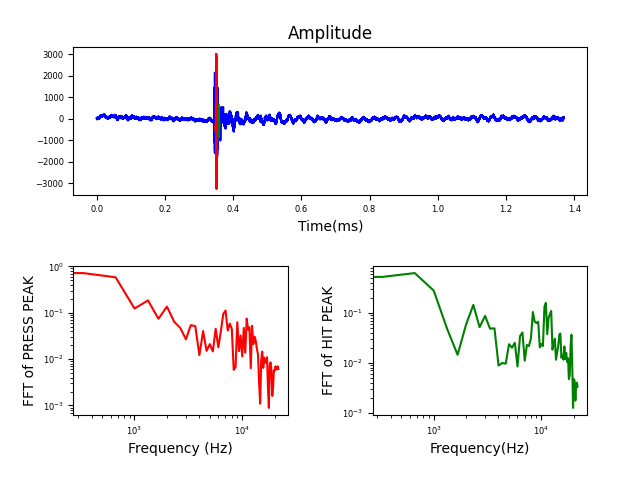 Amplitude
3000
2000
1000
0
−1000
−2000
−3000
0.0 0.2 0.4 0.6 0.8 1.0 1.2 1.4
Time(ms)
FFT of PRESS PEAK
10⁰
10⁻¹
10⁻²
10⁻³
10³ 10⁴
Frequency (Hz)
FFT of HIT PEAK
10⁻¹
10⁻²
10⁻³
10³ 10⁴
Frequency(Hz)